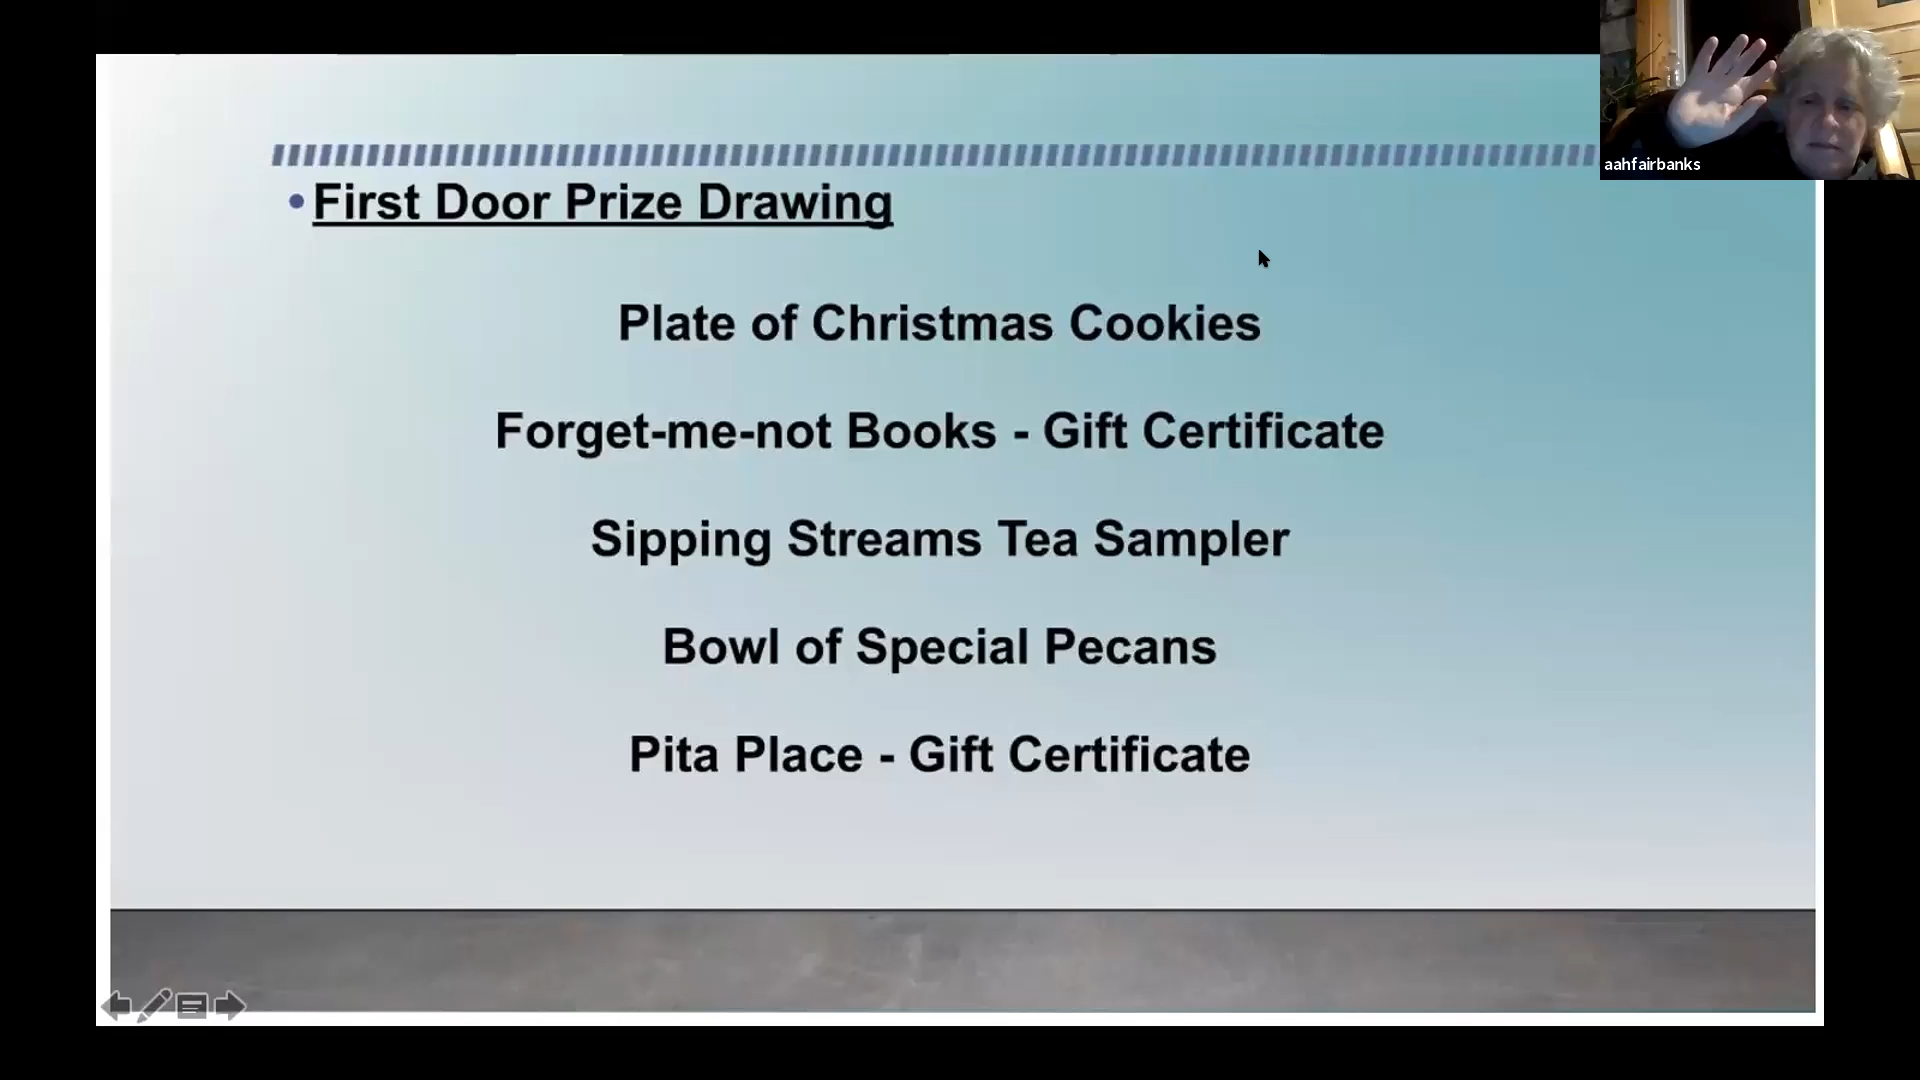 aahfairbanks
• First Door Prize Drawing
Plate of Christmas Cookies
Forget-me-not Books - Gift Certificate
Sipping Streams Tea Sampler
Bowl of Special Pecans
Pita Place - Gift Certificate